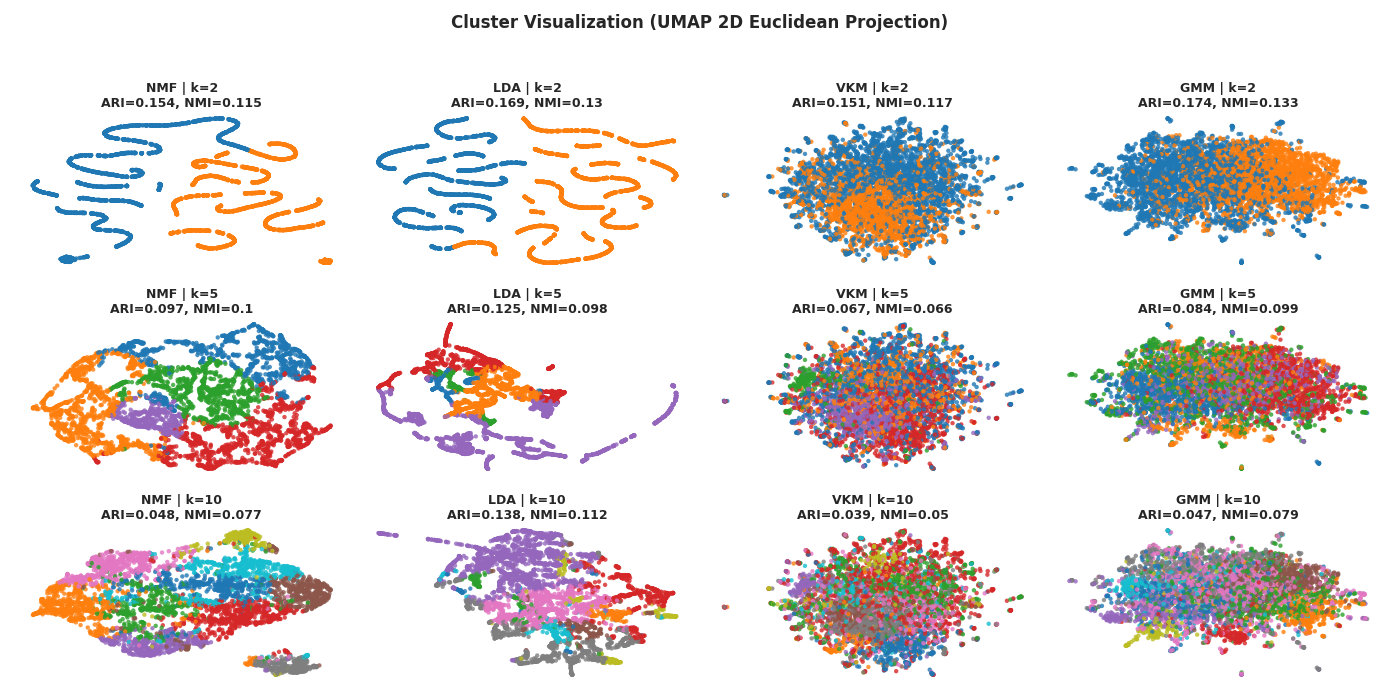 Cluster Visualization (UMAP 2D Euclidean Projection)
NMF | k=2
ARI=0.154, NMI=0.115
LDA | k=2
ARI=0.169, NMI=0.13
VKM | k=2
ARI=0.151, NMI=0.117
GMM | k=2
ARI=0.174, NMI=0.133
NMF | k=5
ARI=0.097, NMI=0.1
LDA | k=5
ARI=0.125, NMI=0.098
VKM | k=5
ARI=0.067, NMI=0.066
GMM | k=5
ARI=0.084, NMI=0.099
NMF | k=10
ARI=0.048, NMI=0.077
LDA | k=10
ARI=0.138, NMI=0.112
VKM | k=10
ARI=0.039, NMI=0.05
GMM | k=10
ARI=0.047, NMI=0.079